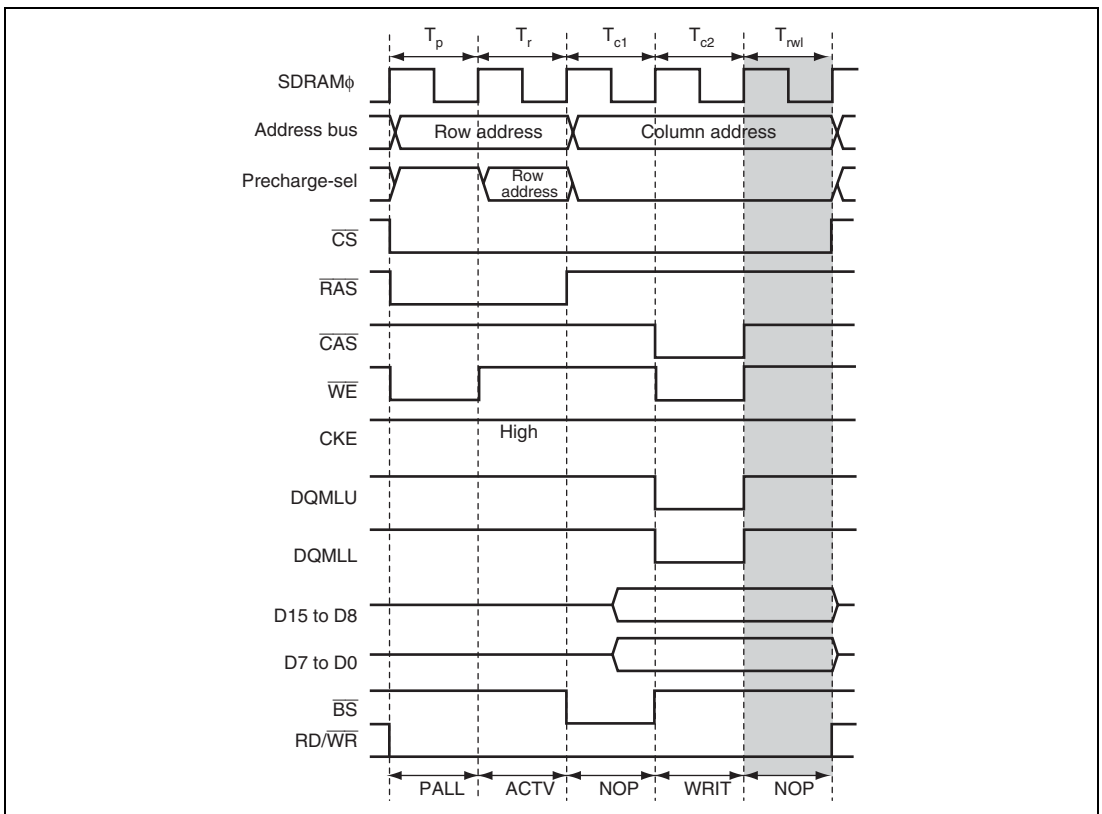 Tp Tr Tc1 Tc2 Trwl
SDRAMϕ
Address bus Row address Column address
Precharge-sel Row address
CS
RAS
CAS
WE
CKE High
DQMLU
DQMLL
D15 to D8
D7 to D0
BS
RD/WR
PALL ACTV NOP WRIT NOP